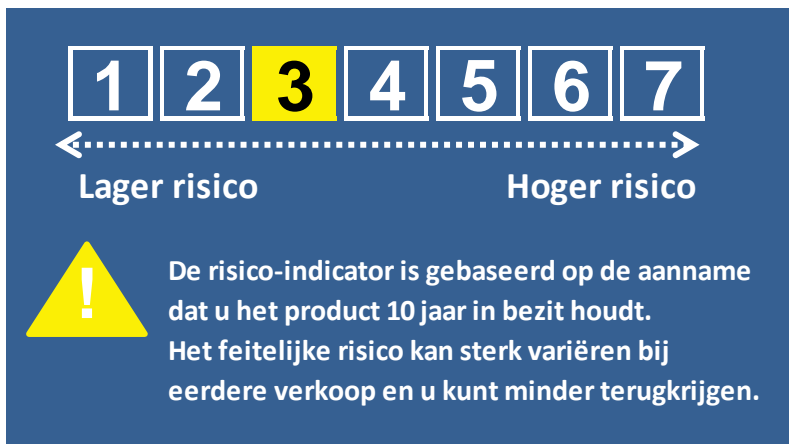 1 2 3 4 5 6 7
Lager risico Hoger risico
! De risico-indicator is gebaseerd op de aanname
dat u het product 10 jaar in bezit houdt.
Het feitelijke risico kan sterk variëren bij
eerdere verkoop en u kunt minder terugkrijgen.